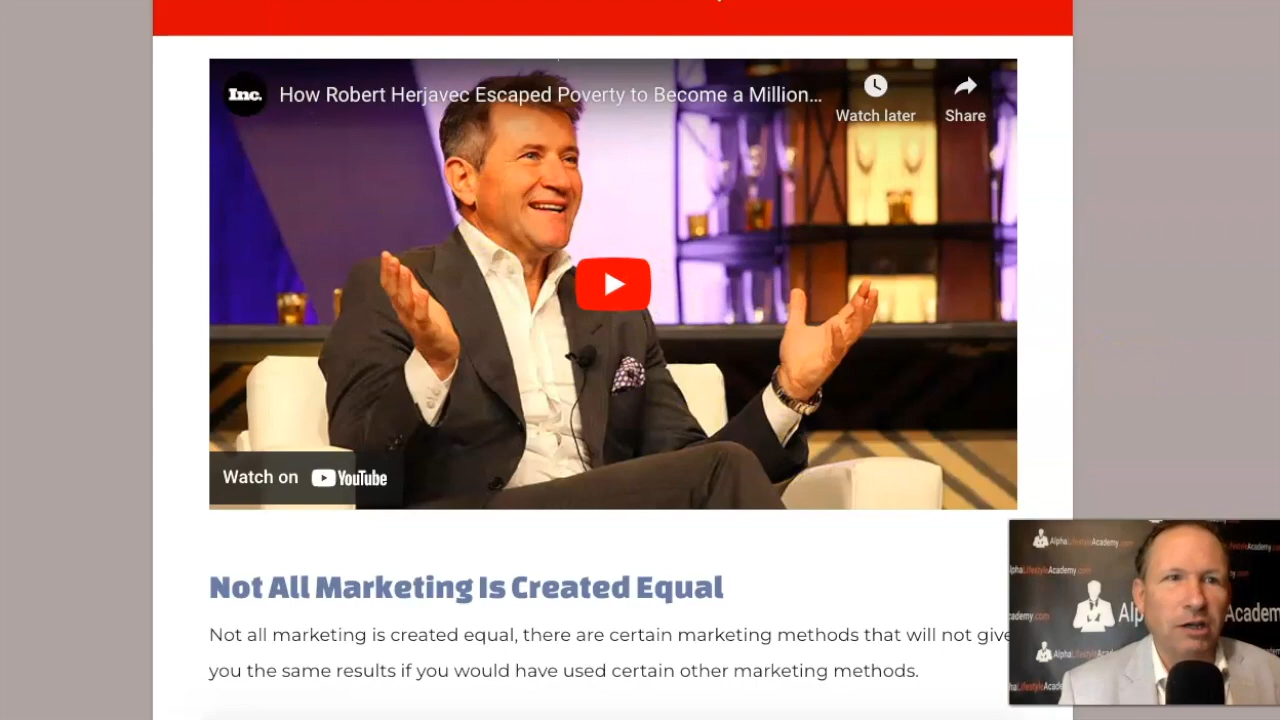 Inc.
How Robert Herjavec Escaped Poverty to Become a Million…
Watch later
Share
Watch on YouTube
Not All Marketing Is Created Equal
Not all marketing is created equal, there are certain marketing methods that will not give
you the same results if you would have used certain other marketing methods.
AlphaLifestyleAcademy.com